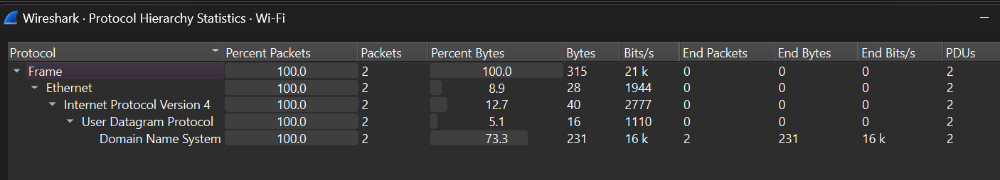 Wireshark · Protocol Hierarchy Statistics · Wi-Fi
Protocol Percent Packets Packets Percent Bytes Bytes Bits/s End Packets End Bytes End Bits/s PDUs
Frame 100.0 2 100.0 315 21 k 0 0 0 2
Ethernet 100.0 2 8.9 28 1944 0 0 0 2
Internet Protocol Version 4 100.0 2 12.7 40 2777 0 0 0 2
User Datagram Protocol 100.0 2 5.1 16 1110 0 0 0 2
Domain Name System 100.0 2 73.3 231 16 k 2 231 16 k 2